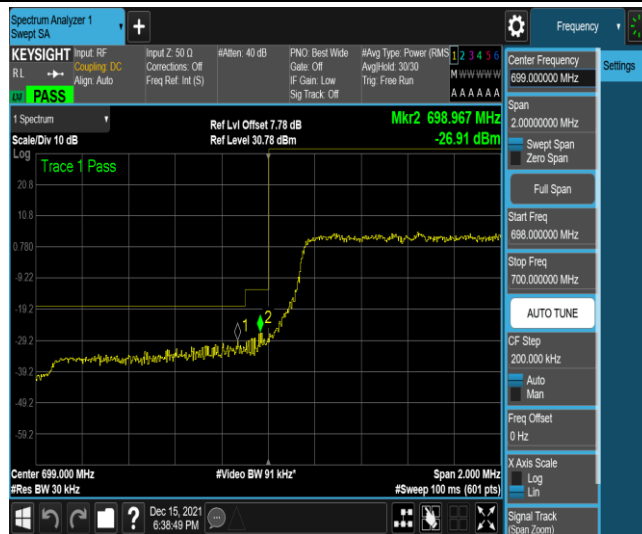 Spectrum Analyzer 1
Swept SA
+
Frequency
KEYSIGHT
RL
Input: RF
Coupling: DC
Align: Auto
Input Z: 50 Ω
Corrections: Off
Freq Ref: Int (S)
#Atten: 40 dB
PNO: Best Wide
Gate: Off
IF Gain: Low
Sig Track: Off
#Avg Type: Power (RMS
Avg|Hold: 30/30
Trig: Free Run
1 2 3 4 5 6
M W W W W W
A A A A A A
PASS
1 Spectrum
Scale/Div 10 dB
Log
Ref Lvl Offset 7.78 dB
Ref Level 30.78 dBm
Mkr2 698.967 MHz
-26.91 dBm
Trace 1 Pass
20.8
10.8
0.780
-9.22
-19.2
-29.2
-39.2
-49.2
-59.2
1
2
Center 699.000 MHz
#Res BW 30 kHz
#Video BW 91 kHz*
Span 2.000 MHz
#Sweep 100 ms (601 pts)
Dec 15, 2021
6:38:49 PM
Center Frequency
699.000000 MHz
Settings
Span
2.00000000 MHz
Swept Span
Zero Span
Full Span
Start Freq
698.000000 MHz
Stop Freq
700.000000 MHz
AUTO TUNE
CF Step
200.000 kHz
Auto
Man
Freq Offset
0 Hz
X Axis Scale
Log
Lin
Signal Track
(Span Zoom)